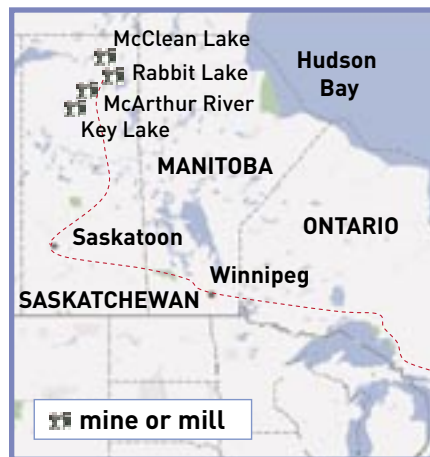 McClean Lake
Hudson
Bay
Rabbit Lake
McArthur River
Key Lake
MANITOBA
ONTARIO
Saskatoon
Winnipeg
SASKATCHEWAN
mine or mill